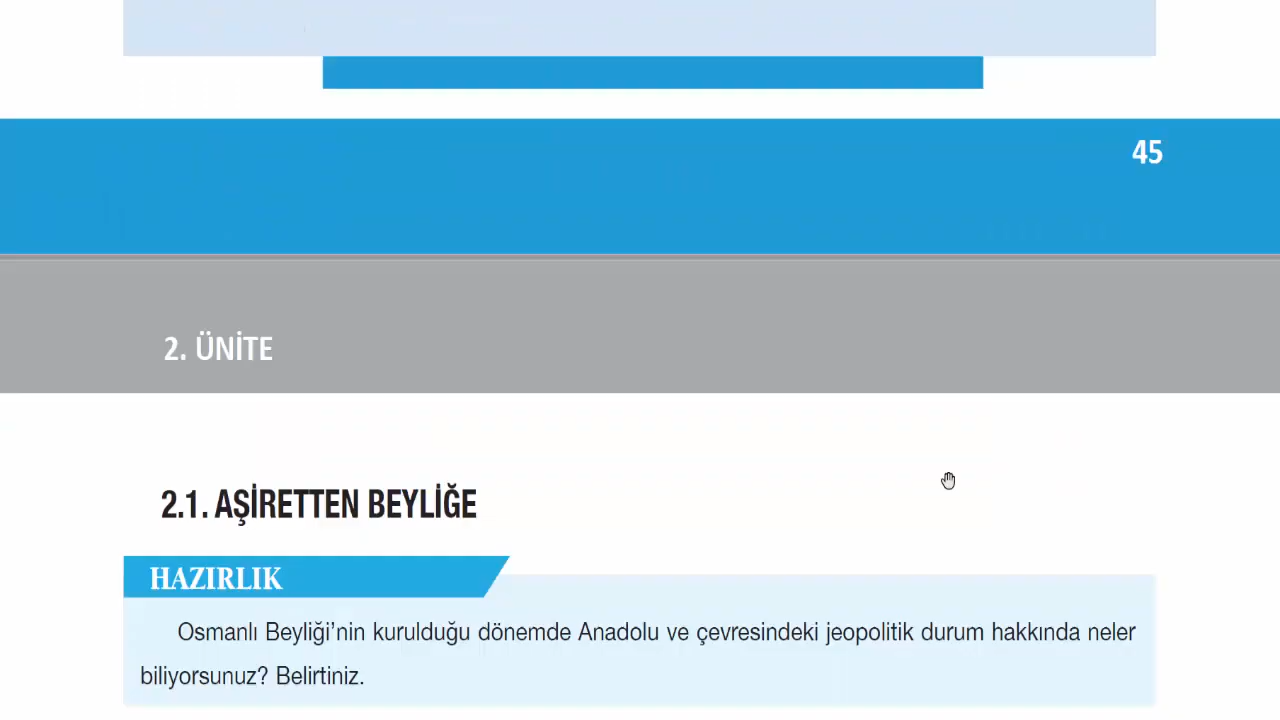 45
2. ÜNİTE
2.1. AŞİRETTEN BEYLİĞE
HAZIRLIK
Osmanlı Beyliği’nin kurulduğu dönemde Anadolu ve çevresindeki jeopolitik durum hakkında neler
biliyorsunuz? Belirtiniz.